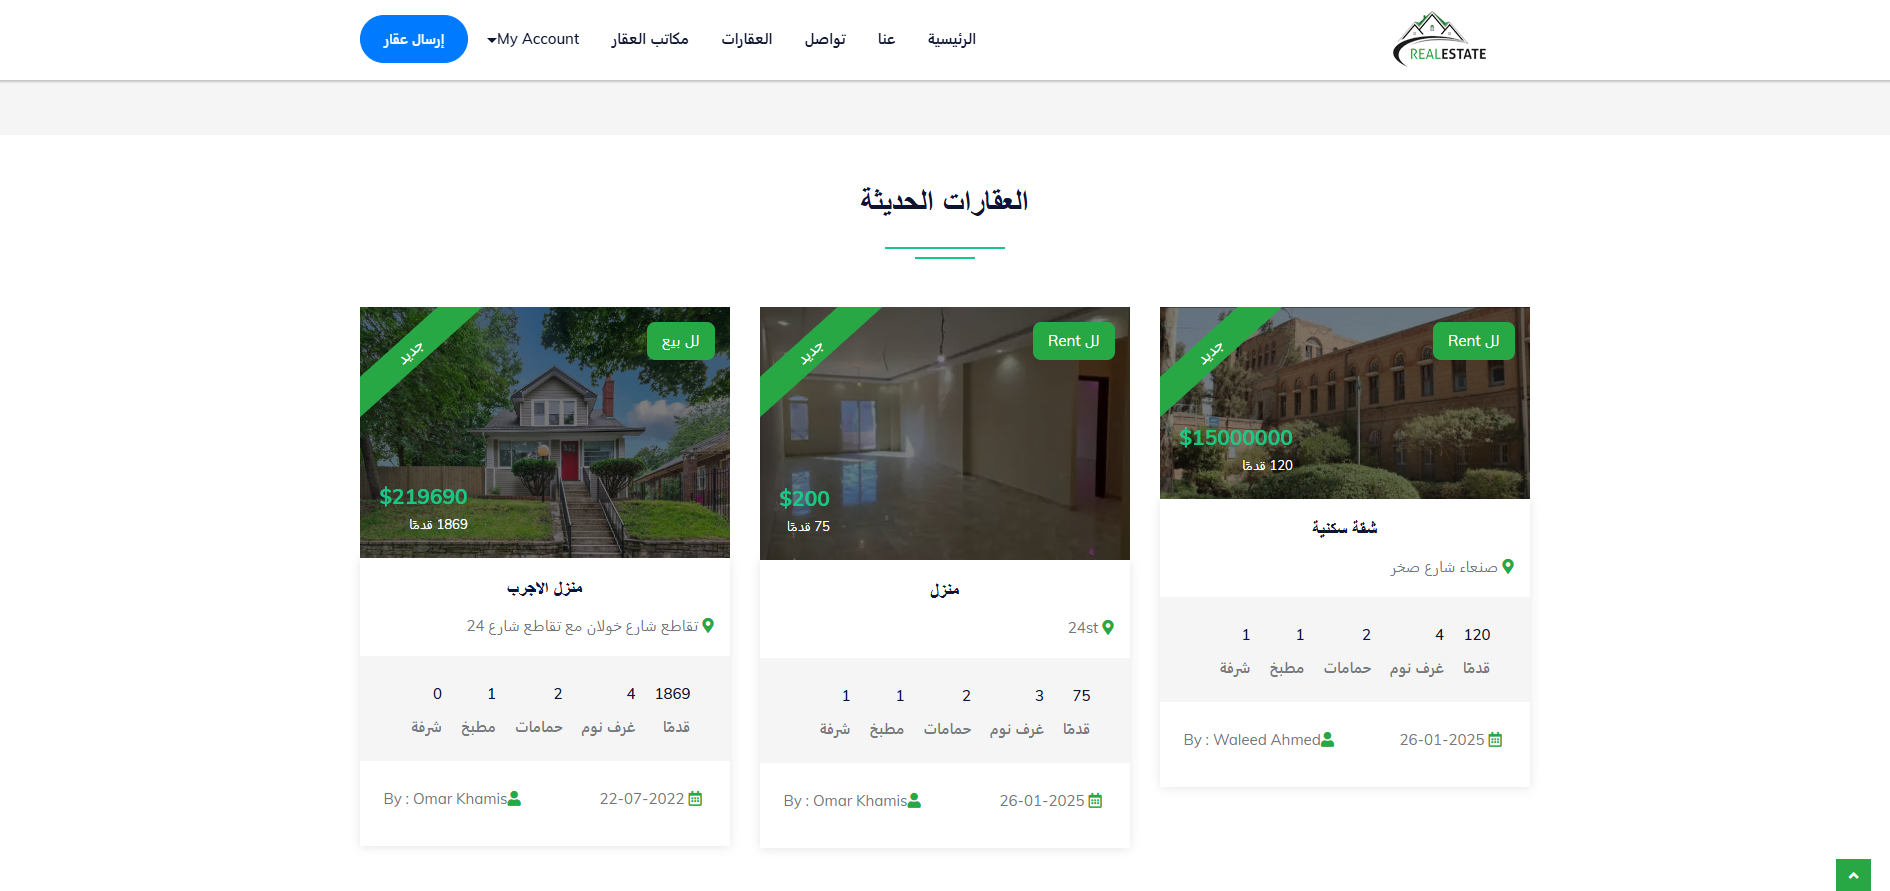 REALESTATE
الرئيسية
عنا
تواصل
العقارات
مكاتب العقار
My Account
إرسال عقار
العقارات الحديثة
جديد
لل Rent
$15000000
120 قدمًا
شقة سكنية
صنعاء شارع صخر
120 4 2 1 1
قدمًا غرف نوم حمامات مطبخ شرفة
26-01-2025
By : Waleed Ahmed
جديد
لل Rent
$200
75 قدمًا
منزل
24st
75 3 2 1 1
قدمًا غرف نوم حمامات مطبخ شرفة
26-01-2025
By : Omar Khamis
جديد
لل بيع
$219690
1869 قدمًا
منزل الاجرب
تقاطع شارع خولان مع تقاطع شارع 24
1869 4 2 1 0
قدمًا غرف نوم حمامات مطبخ شرفة
22-07-2022
By : Omar Khamis